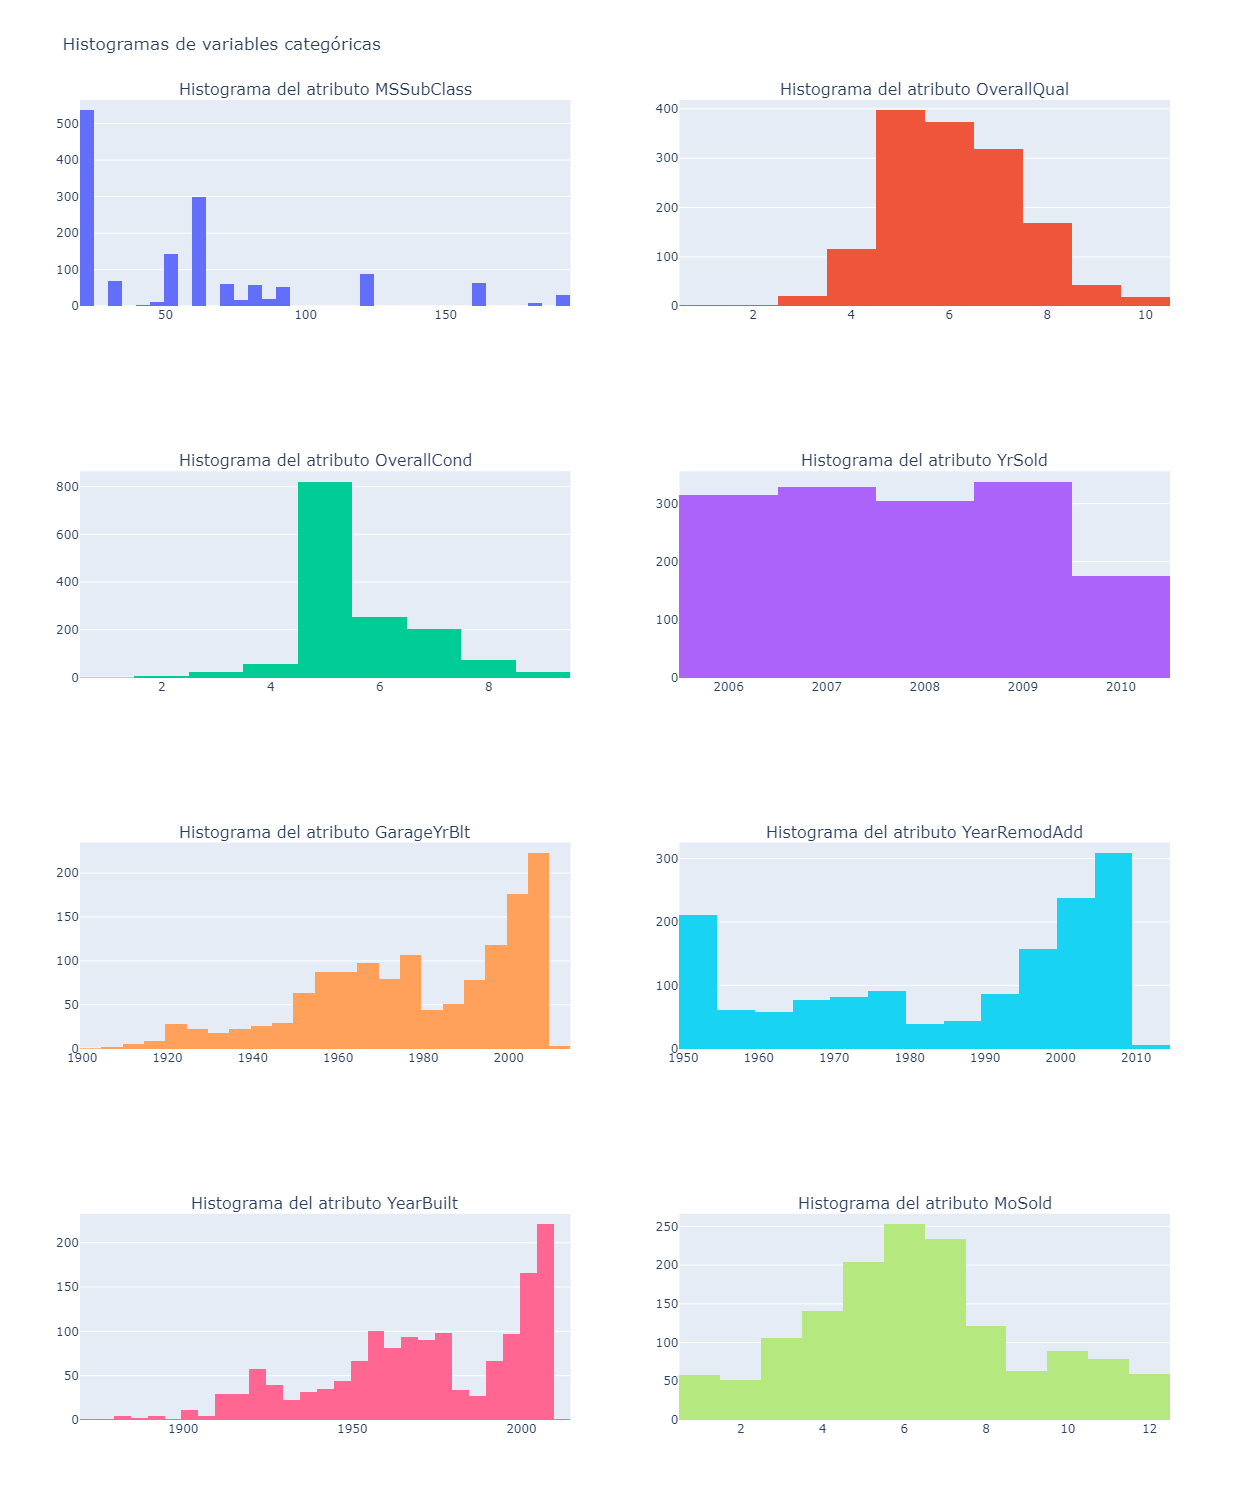 Histogramas de variables categóricas
Histograma del atributo MSSubClass
500
400
300
200
100
0
50 100 150
Histograma del atributo OverallQual
400
300
200
100
0
2 4 6 8 10
Histograma del atributo OverallCond
800
600
400
200
0
2 4 6 8
Histograma del atributo YrSold
300
200
100
0
2006 2007 2008 2009 2010
Histograma del atributo GarageYrBlt
200
150
100
50
0
1900 1920 1940 1960 1980 2000
Histograma del atributo YearRemodAdd
300
200
100
0
1950 1960 1970 1980 1990 2000 2010
Histograma del atributo YearBuilt
200
150
100
50
0
1900 1950 2000
Histograma del atributo MoSold
250
200
150
100
50
0
2 4 6 8 10 12